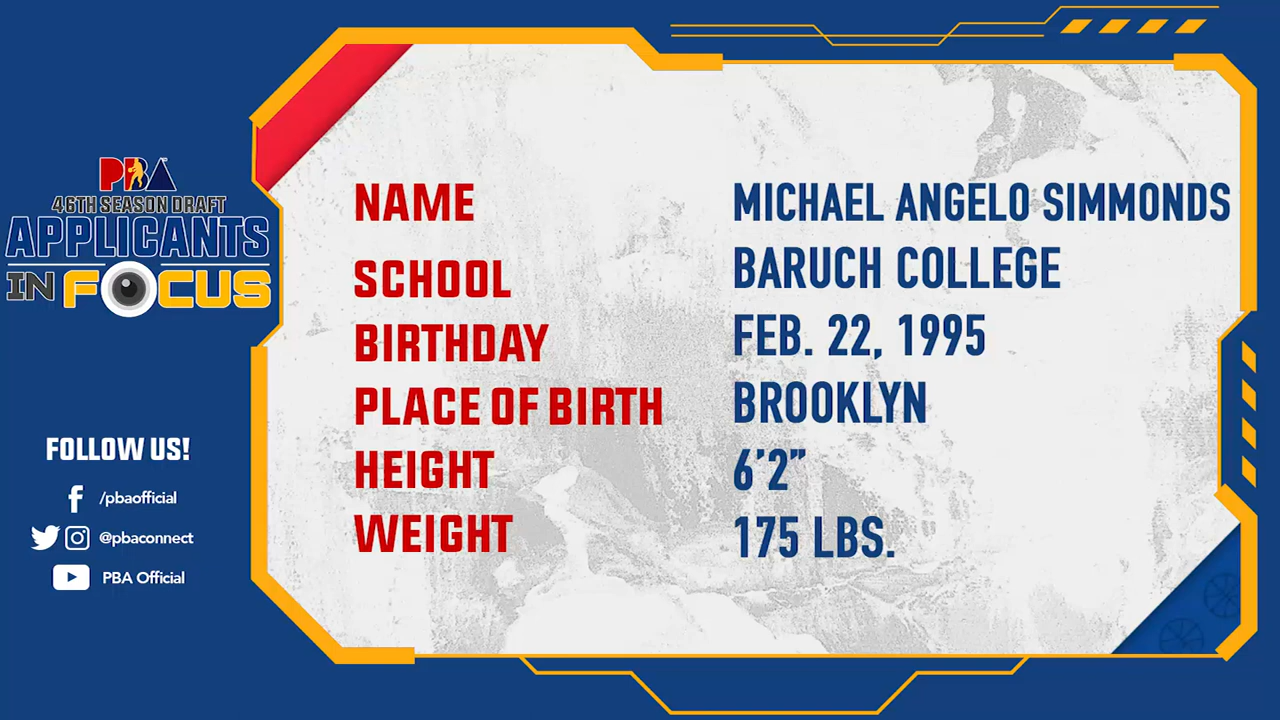 PBA
46TH SEASON DRAFT
APPLICANTS
IN FOCUS
FOLLOW US!
/pbaofficial
@pbaconnect
PBA Official
NAME MICHAEL ANGELO SIMMONDS
SCHOOL BARUCH COLLEGE
BIRTHDAY FEB. 22, 1995
PLACE OF BIRTH BROOKLYN
HEIGHT 6'2"
WEIGHT 175 LBS.